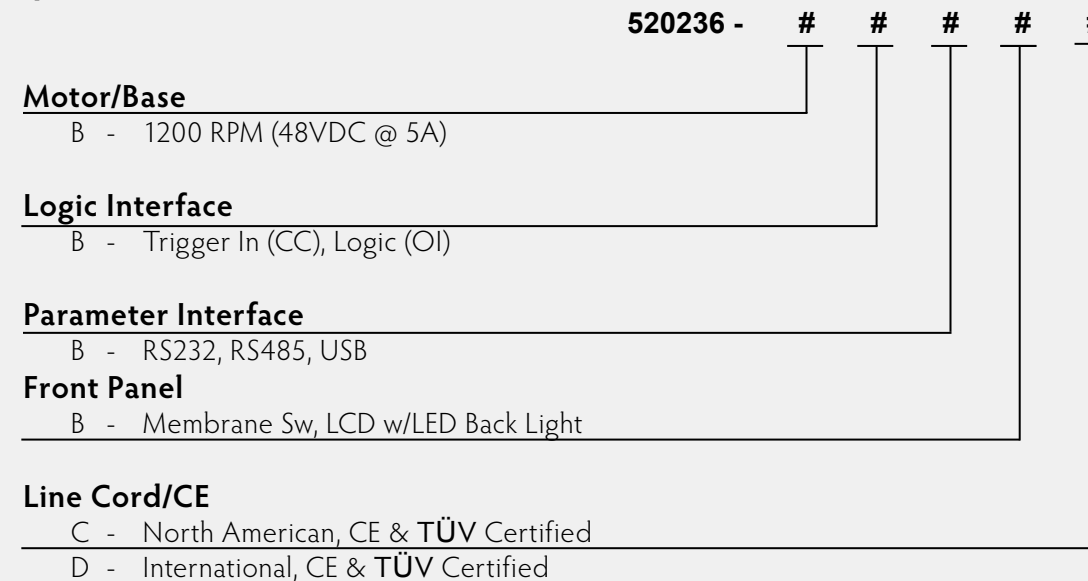 520236 - # # # #
Motor/Base
B - 1200 RPM (48VDC @ 5A)
Logic Interface
B - Trigger In (CC), Logic (OI)
Parameter Interface
B - RS232, RS485, USB
Front Panel
B - Membrane Sw, LCD w/LED Back Light
Line Cord/CE
C - North American, CE & TÜV Certified
D - International, CE & TÜV Certified